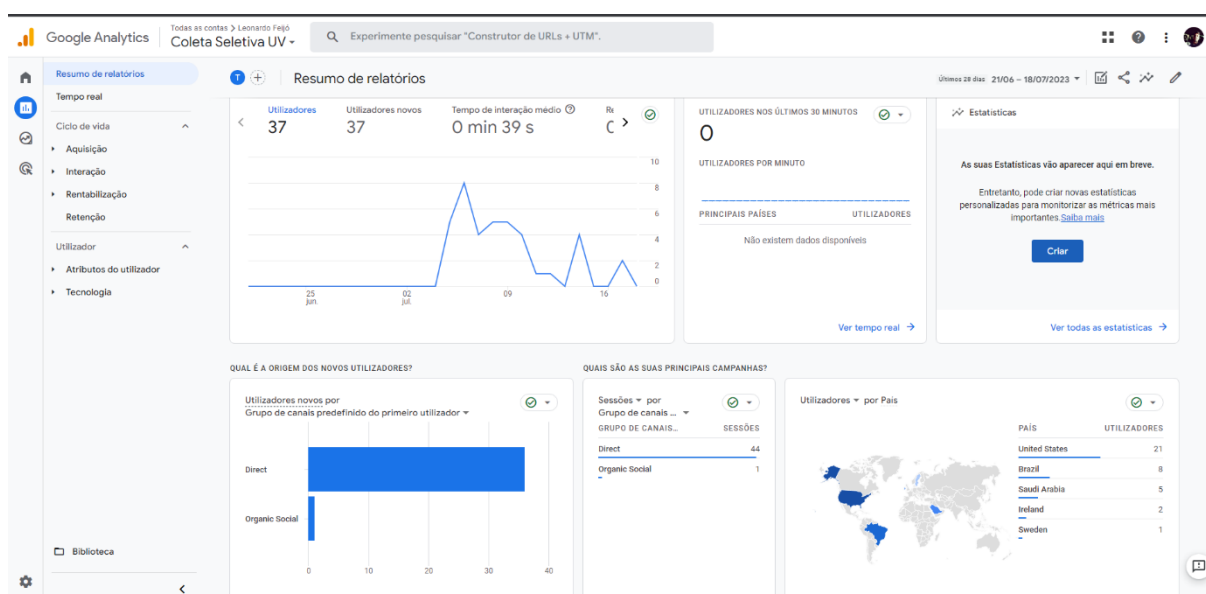 Google Analytics
Todas as contas > Leonardo Feijó
Coleta Seletiva UV
Experimente pesquisar "Construtor de URLs + UTM".
Resumo de relatórios
Tempo real
Ciclo de vida
Aquisição
Interação
Rentabilização
Retenção
Utilizador
Atributos do utilizador
Tecnologia
Biblioteca
T
Resumo de relatórios
Últimos 28 dias 21/06 – 18/07/2023
Utilizadores Utilizadores novos Tempo de interação médio
37 37 0 min 39 s
10
8
6
4
2
0
25 jun.
02 jul.
09
16
UTILIZADORES NOS ÚLTIMOS 30 MINUTOS
0
UTILIZADORES POR MINUTO
PRINCIPAIS PAÍSES UTILIZADORES
Não existem dados disponíveis
Ver tempo real
Estatísticas
As suas Estatísticas vão aparecer aqui em breve.
Entretanto, pode criar novas estatísticas
personalizadas para monitorizar as métricas mais
importantes.Saiba mais
Criar
Ver todas as estatísticas
QUAL É A ORIGEM DOS NOVOS UTILIZADORES?
Utilizadores novos por
Grupo de canais predefinido do primeiro utilizador
Direct
Organic Social
0 10 20 30 40
QUAIS SÃO AS SUAS PRINCIPAIS CAMPANHAS?
Sessões por
Grupo de canais ...
GRUPO DE CANAIS... SESSÕES
Direct 44
Organic Social 1
Utilizadores por País
PAÍS UTILIZADORES
United States 21
Brazil 8
Saudi Arabia 5
Ireland 2
Sweden 1